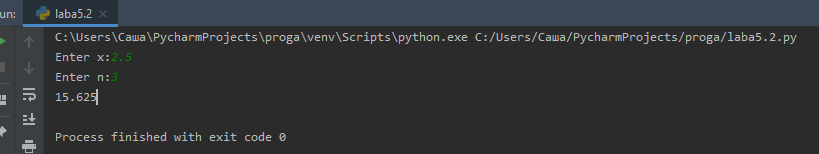 un: laba5.2 ×
C:\Users\Саша\PycharmProjects\proga\venv\Scripts\python.exe C:/Users/Саша/PycharmProjects/proga/laba5.2.py
Enter x:2.5
Enter n:3
15.625
Process finished with exit code 0